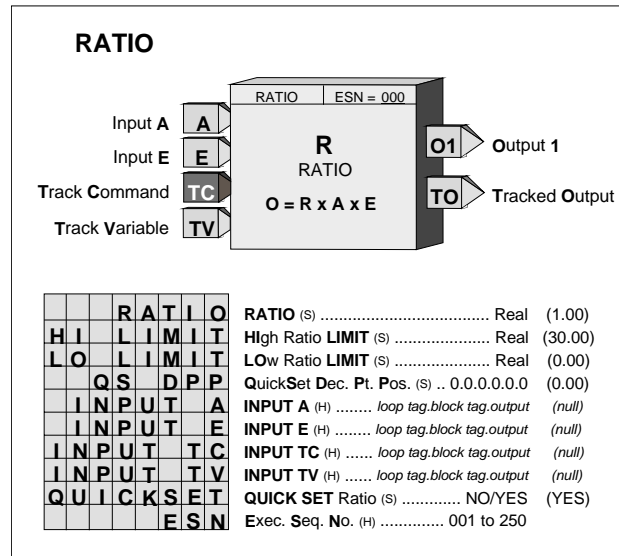 RATIO
RATIO
ESN = 000
Input A
A
Input E
E
Track Command
TC
Track Variable
TV
R
RATIO
O = R x A x E
O1
Output 1
TO
Tracked Output
RATIO RATIO (S) ..................................... Real (1.00)
HI LIMIT HIgh Ratio LIMIT (S) ........................... Real (30.00)
LO LIMIT LOw Ratio LIMIT (S) ........................... Real (0.00)
QS DPP QuickSet Dec. Pt. Pos. (S) .. 0.0.0.0.0.0 (0.00)
INPUT A INPUT A (H) ........ loop tag.block tag.output (null)
INPUT E INPUT E (H) ........ loop tag.block tag.output (null)
INPUT TC INPUT TC (H) ...... loop tag.block tag.output (null)
INPUT TV INPUT TV (H) ...... loop tag.block tag.output (null)
QUICKSET QUICK SET Ratio (S) ............. NO/YES (YES)
ESN Exec. Seq. No. (H) .............. 001 to 250